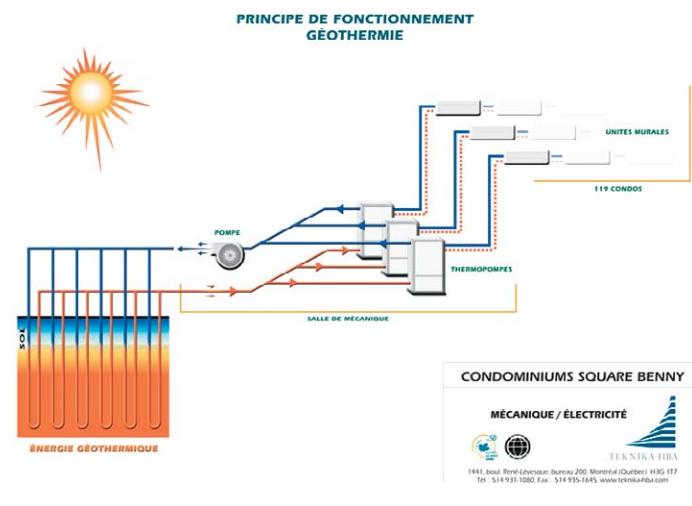 PRINCIPE DE FONCTIONNEMENT
GÉOTHERMIE
UNITÉS MURALES
119 CONDOS
POMPE
THERMOPOMPES
SALLE DE MÉCANIQUE
SOL
ÉNERGIE GÉOTHERMIQUE
CONDOMINIUMS SQUARE BENNY
MÉCANIQUE / ÉLECTRICITÉ
TEKNIKA HBA
1441, boul. René-Lévesque, bureau 200, Montréal (Québec) H3G 1T7
Tél. : 514 931-1080, Fax : 514 935-1645, www.teknika-hba.com